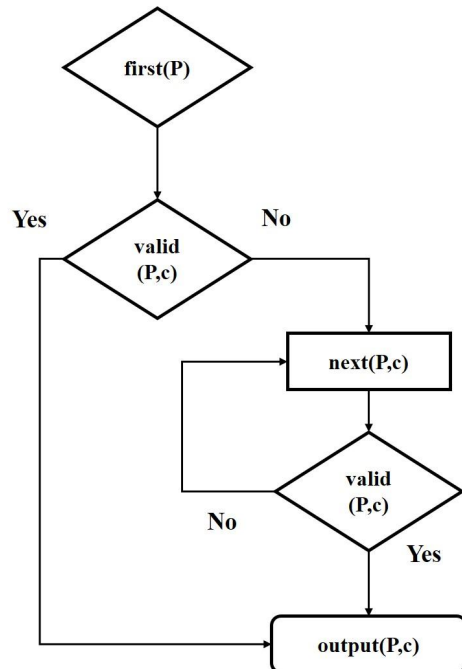 first(P)
Yes
No
valid
(P,c)
next(P,c)
valid
(P,c)
No
Yes
output(P,c)